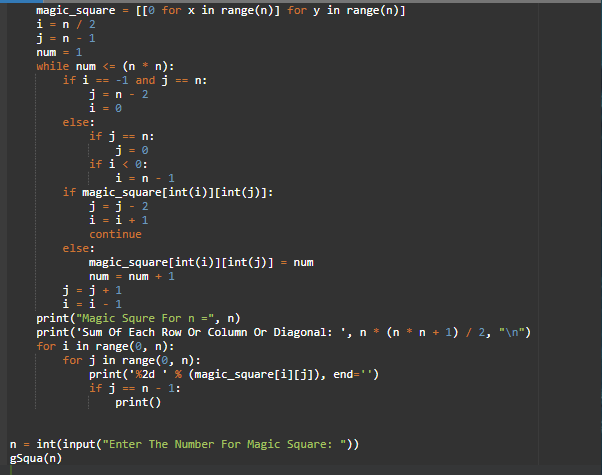 magic_square = [[0 for x in range(n)] for y in range(n)]
i = n / 2
j = n - 1
num = 1
while num <= (n * n):
if i == -1 and j == n:
j = n - 2
i = 0
else:
if j == n:
j = 0
if i < 0:
i = n - 1
if magic_square[int(i)][int(j)]:
j = j - 2
i = i + 1
continue
else:
magic_square[int(i)][int(j)] = num
num = num + 1
j = j + 1
i = i - 1
print("Magic Squre For n =", n)
print('Sum Of Each Row Or Column Or Diagonal: ', n * (n * n + 1) / 2, "\n")
for i in range(0, n):
for j in range(0, n):
print('%2d ' % (magic_square[i][j]), end='')
if j == n - 1:
print()
n = int(input("Enter The Number For Magic Square: "))
gSqua(n)